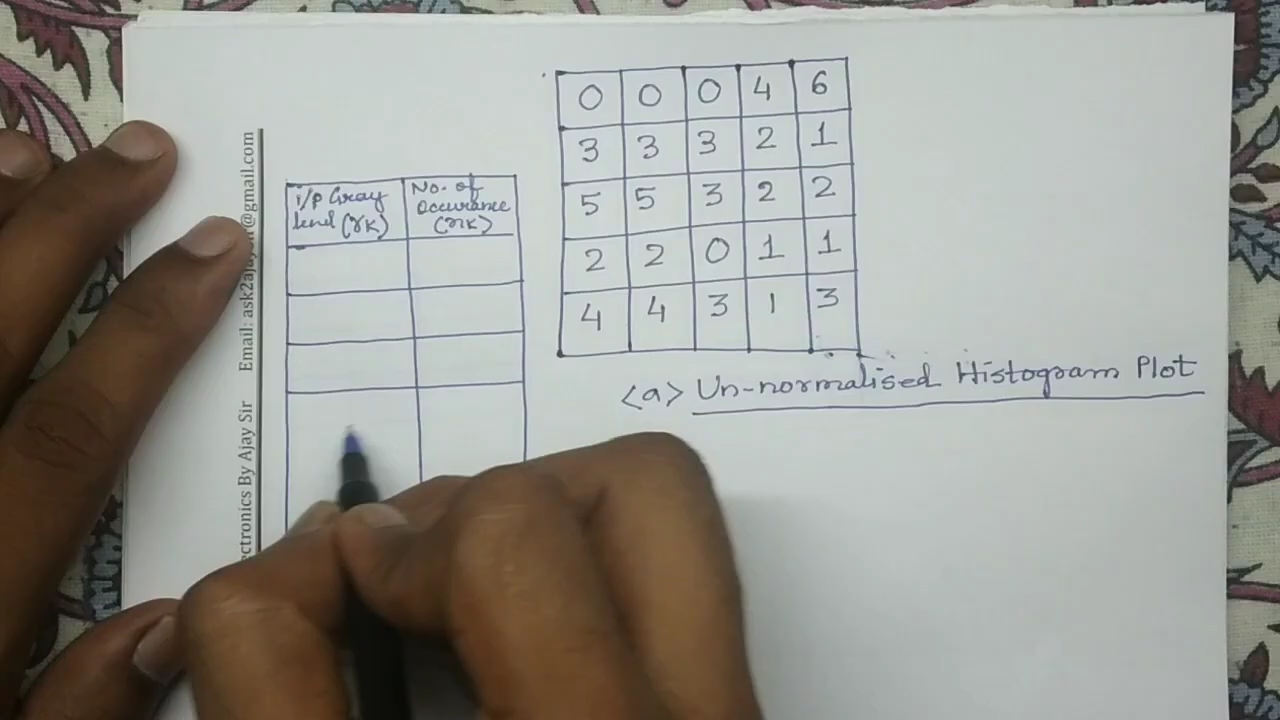 ectronics By Ajay Sir Email: @gmail.com
i/p Gray
level (rk)
No. of
occurance
(nk)
0 0 0 4 6
3 3 3 2 1
5 5 3 2 2
2 2 0 1 1
4 4 3 1 3
<a> Un-normalised Histogram Plot